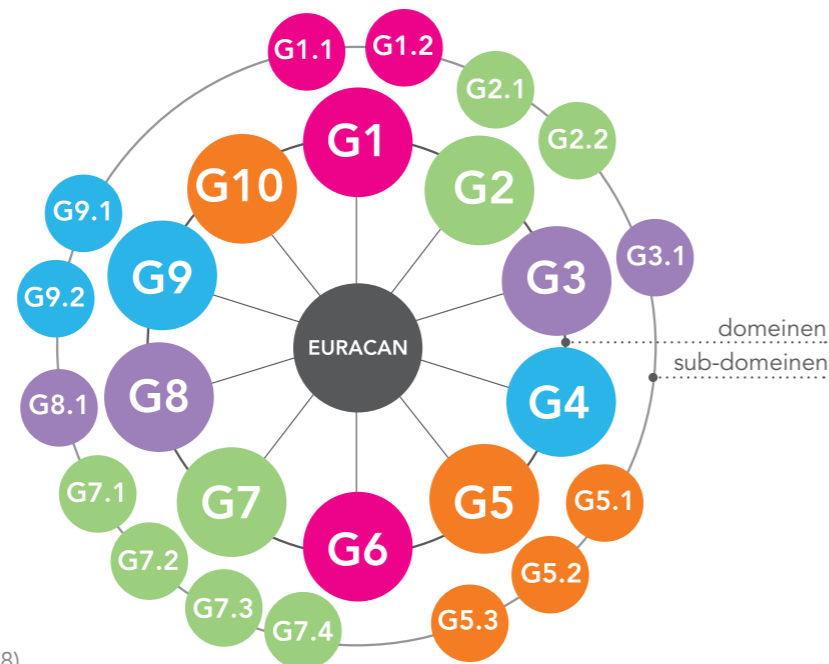 G1.1
G1.2
G2.1
G2.2
G1
G10
G2
G9.1
G9
G3
G3.1
G9.2
EURACAN
domeinen
sub-domeinen
G8.1
G8
G4
G7.1
G7
G5
G5.1
G7.2
G6
G5.2
G7.3
G7.4
G5.3
8)